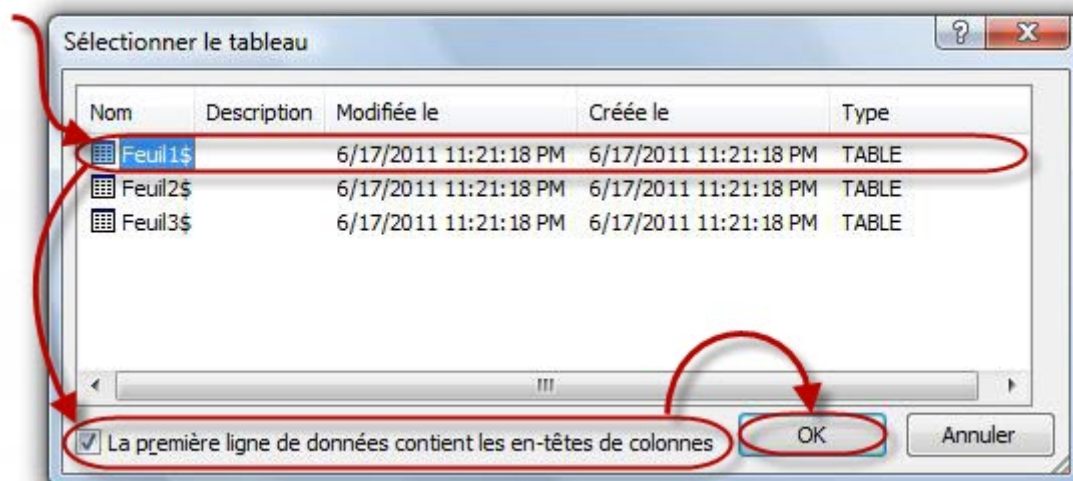 Sélectionner le tableau
Nom Description Modifiée le Créée le Type
Feuil1$ 6/17/2011 11:21:18 PM 6/17/2011 11:21:18 PM TABLE
Feuil2$ 6/17/2011 11:21:18 PM 6/17/2011 11:21:18 PM TABLE
Feuil3$ 6/17/2011 11:21:18 PM 6/17/2011 11:21:18 PM TABLE
La première ligne de données contient les en-têtes de colonnes OK Annuler